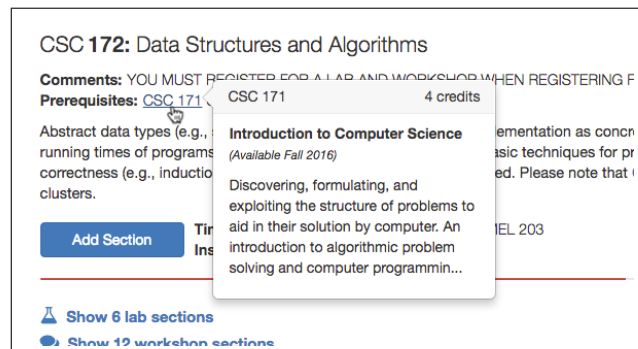 CSC 172: Data Structures and Algorithms
Comments: YOU MUST REGISTER FOR A LAB AND WORKSHOP WHEN REGISTERING F
Prerequisites: CSC 171
CSC 171 4 credits
Introduction to Computer Science
(Available Fall 2016)
Discovering, formulating, and
exploiting the structure of problems to
aid in their solution by computer. An
introduction to algorithmic problem
solving and computer programmin...
Abstract data types (e.g., ementation as concre
running times of programs asic techniques for pr
correctness (e.g., inductio ed. Please note that
clusters.
Add Section
Tir MEL 203
Ins
Show 6 lab sections
Show 12 workshop sections